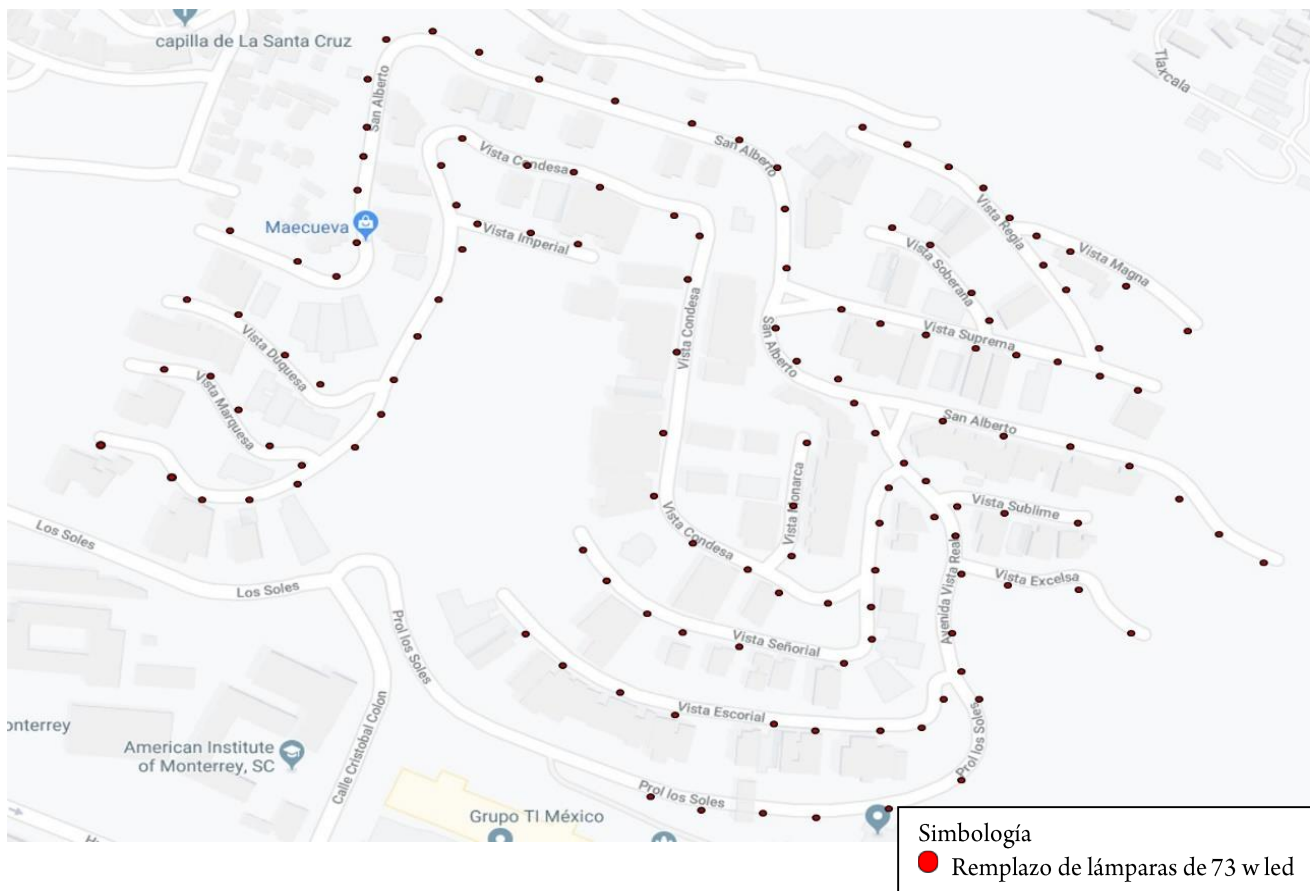 capilla de La Santa Cruz
Tlaxcala
San Alberto
San Alberto
Vista Condesa
Maecueva
Vista Imperial
Vista Regia
Vista Magna
Vista Soberana
Vista Suprema
Vista Condesa
San Alberto
Vista Duquesa
Vista Marquesa
San Alberto
Vista Monarca
Vista Sublime
Vista Condesa
Los Soles
Los Soles
Vista Excelsa
Avenida Vista Real
Prol los Soles
Vista Señorial
Vista Escorial
onterrey
American Institute
of Monterrey, SC
Calle Cristobal Colon
Prol los Soles
Prol los Soles
Grupo TI México
Simbología
Remplazo de lámparas de 73 w led